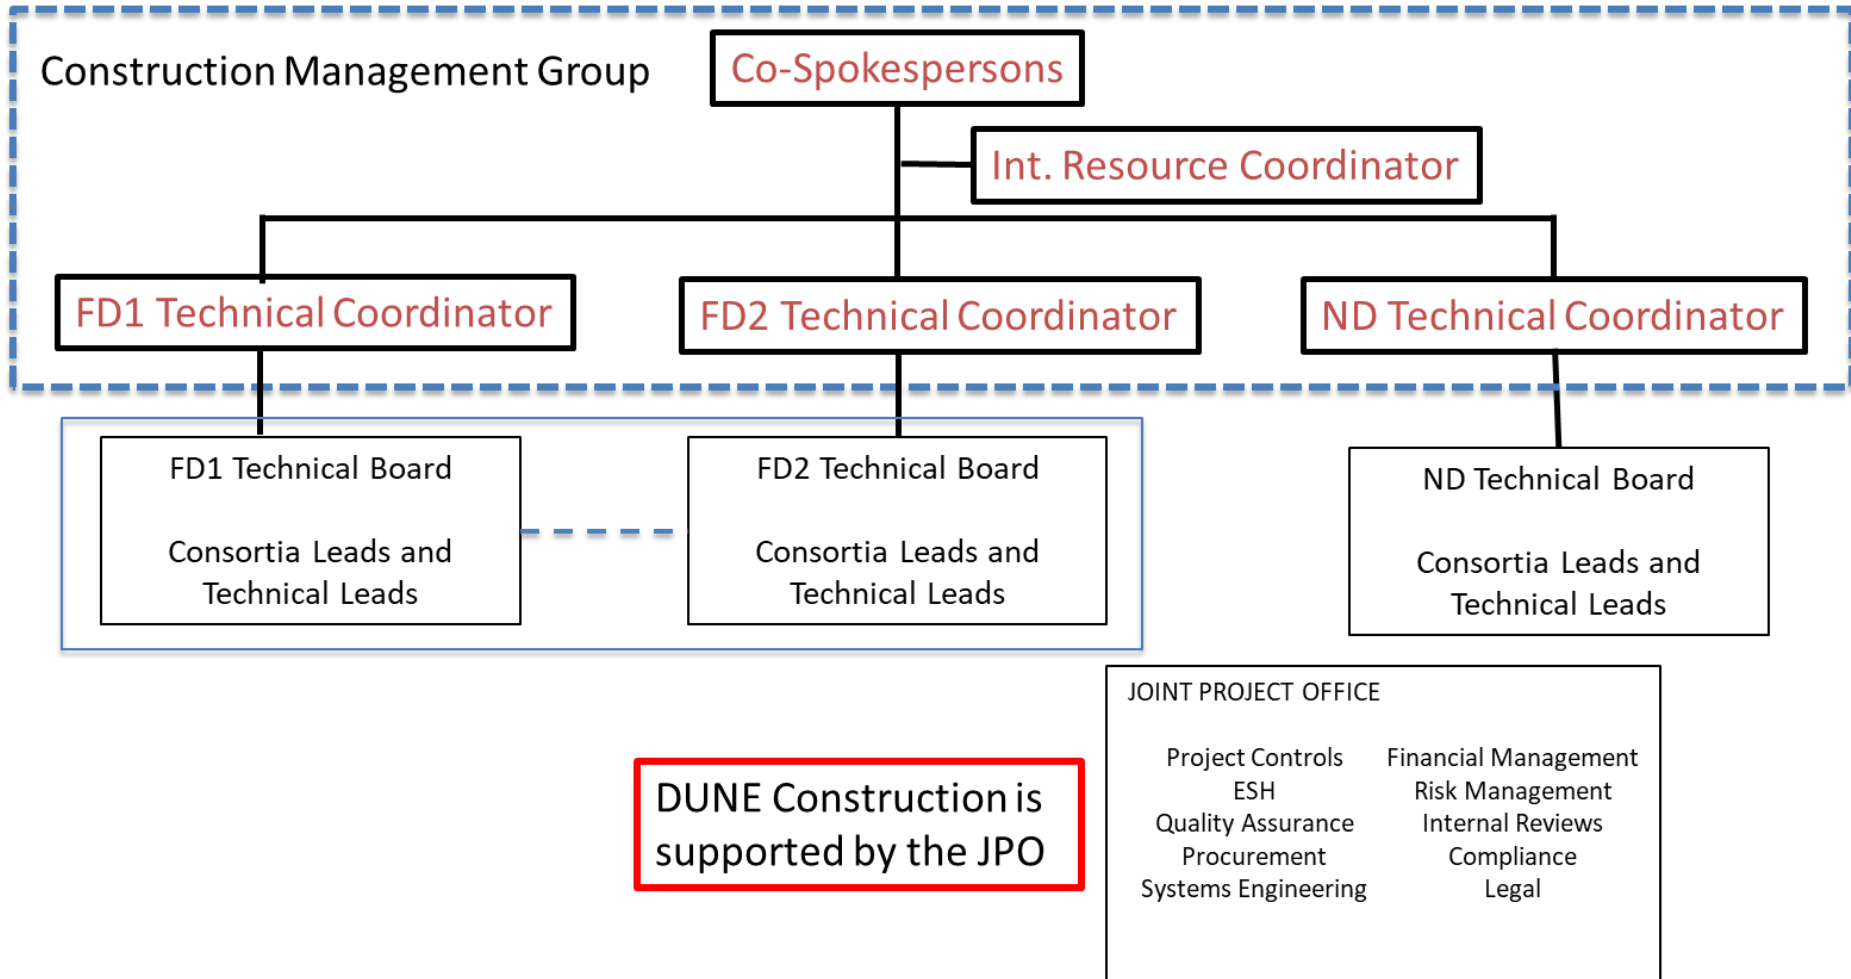 Construction Management Group
Co-Spokespersons
Int. Resource Coordinator
FD1 Technical Coordinator
FD2 Technical Coordinator
ND Technical Coordinator
FD1 Technical Board
Consortia Leads and
Technical Leads
FD2 Technical Board
Consortia Leads and
Technical Leads
ND Technical Board
Consortia Leads and
Technical Leads
DUNE Construction is
supported by the JPO
JOINT PROJECT OFFICE
Project Controls
ESH
Quality Assurance
Procurement
Systems Engineering
Financial Management
Risk Management
Internal Reviews
Compliance
Legal